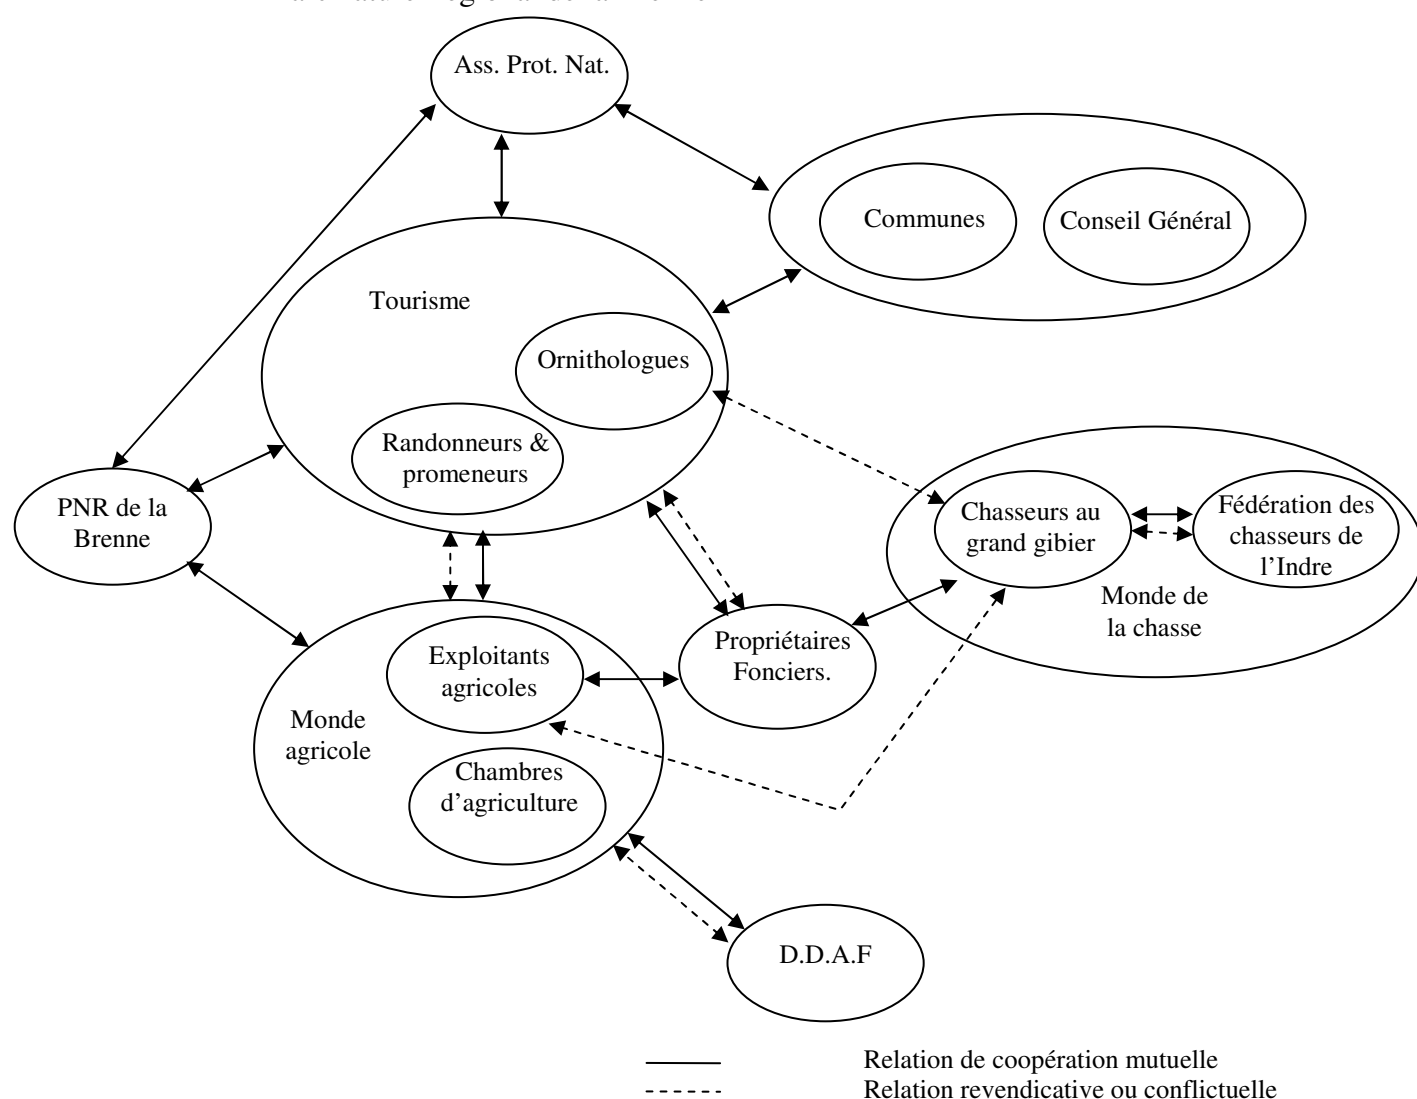 Ass. Prot. Nat.
Communes
Conseil Général
Tourisme
Ornithologues
Randonneurs &
promeneurs
PNR de la
Brenne
Chasseurs au
grand gibier
Fédération des
chasseurs de
l'Indre
Monde de
la chasse
Propriétaires
Fonciers.
Exploitants
agricoles
Monde
agricole
Chambres
d'agriculture
D.D.A.F
Relation de coopération mutuelle
Relation revendicative ou conflictuelle